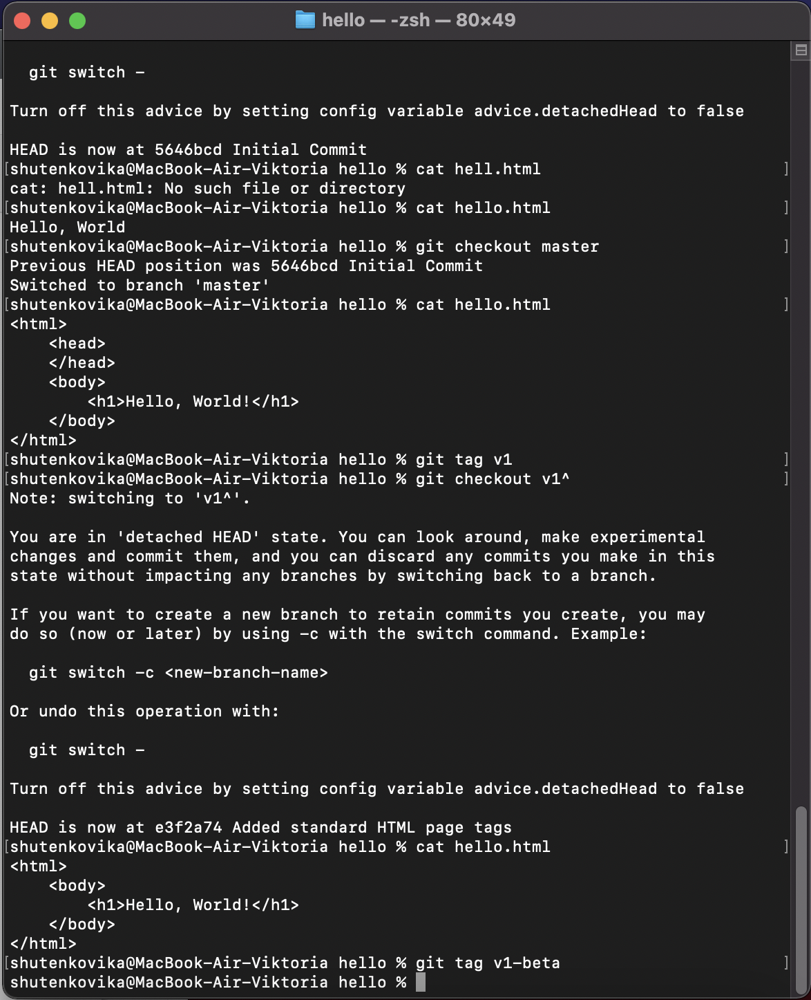 hello — -zsh — 80×49
  git switch -
Turn off this advice by setting config variable advice.detachedHead to false
HEAD is now at 5646bcd Initial Commit
[shutenkovika@MacBook-Air-Viktoria hello % cat hell.html ]
cat: hell.html: No such file or directory
[shutenkovika@MacBook-Air-Viktoria hello % cat hello.html ]
Hello, World
[shutenkovika@MacBook-Air-Viktoria hello % git checkout master ]
Previous HEAD position was 5646bcd Initial Commit
Switched to branch 'master'
[shutenkovika@MacBook-Air-Viktoria hello % cat hello.html ]
<html>
    <head>
    </head>
    <body>
        <h1>Hello, World!</h1>
    </body>
</html>
[shutenkovika@MacBook-Air-Viktoria hello % git tag v1 ]
[shutenkovika@MacBook-Air-Viktoria hello % git checkout v1^ ]
Note: switching to 'v1^'.
You are in 'detached HEAD' state. You can look around, make experimental
changes and commit them, and you can discard any commits you make in this
state without impacting any branches by switching back to a branch.
If you want to create a new branch to retain commits you create, you may
do so (now or later) by using -c with the switch command. Example:
  git switch -c <new-branch-name>
Or undo this operation with:
  git switch -
Turn off this advice by setting config variable advice.detachedHead to false
HEAD is now at e3f2a74 Added standard HTML page tags
[shutenkovika@MacBook-Air-Viktoria hello % cat hello.html ]
<html>
    <body>
        <h1>Hello, World!</h1>
    </body>
</html>
[shutenkovika@MacBook-Air-Viktoria hello % git tag v1-beta ]
shutenkovika@MacBook-Air-Viktoria hello %